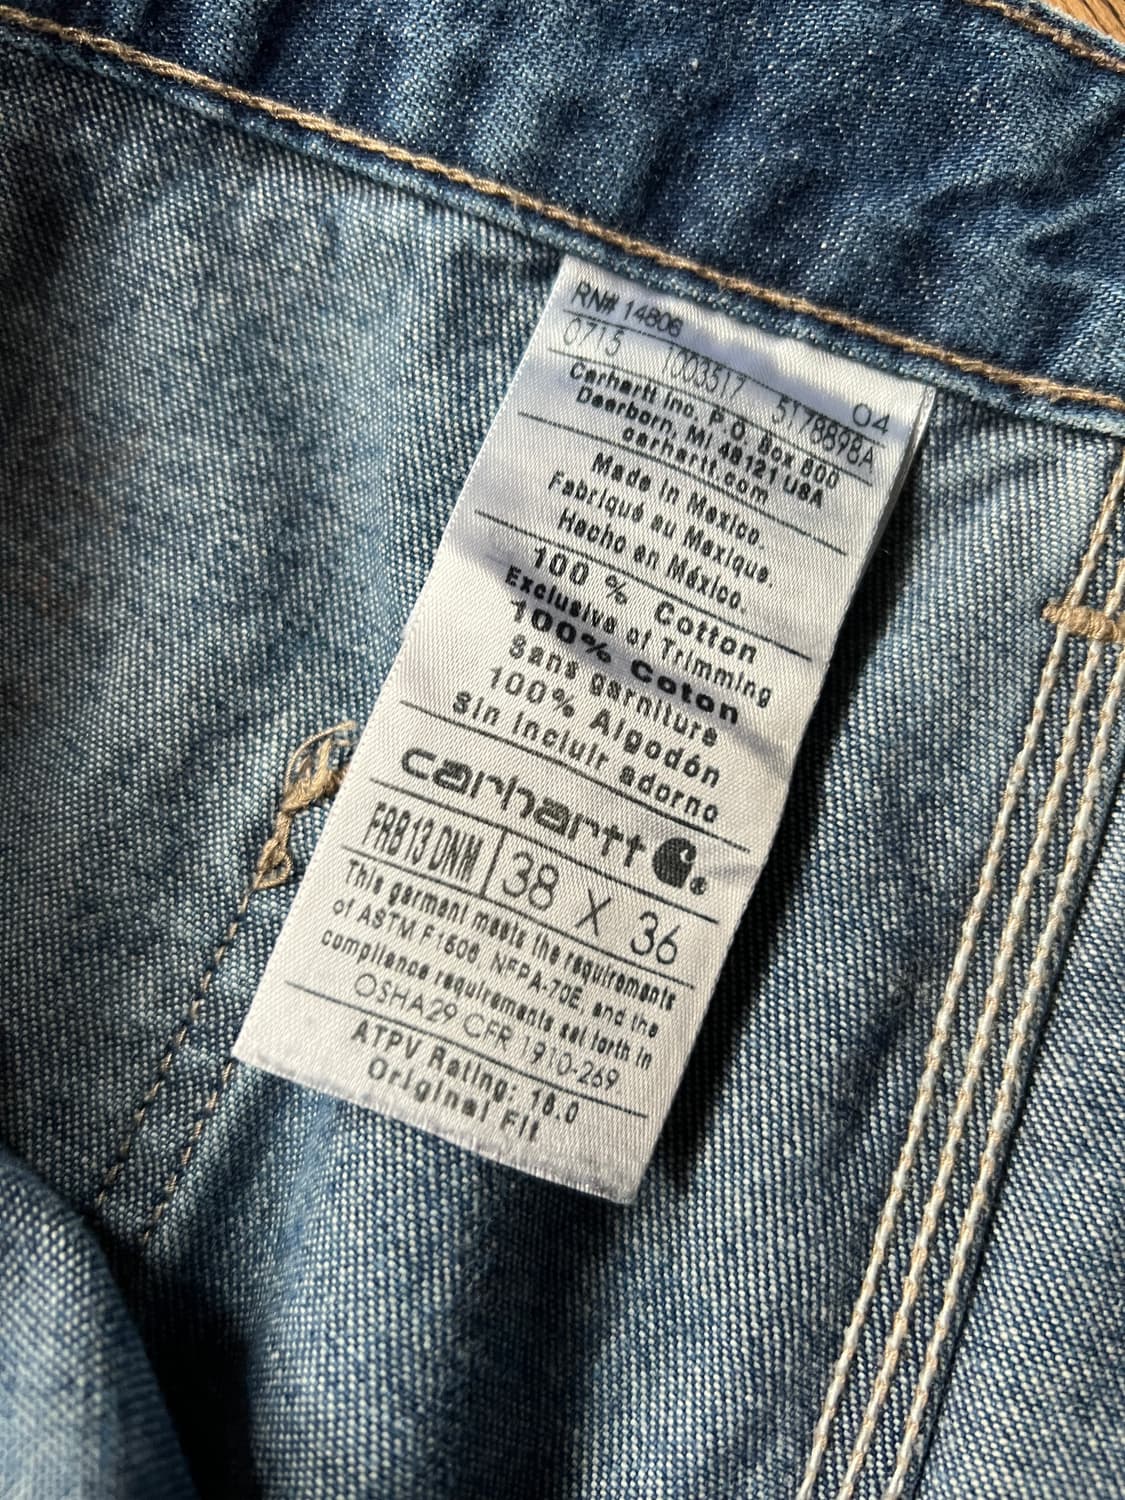 RN# 14806
04
0715 1003517 5178898A
Carhartt Inc. P.O. Box 600
Dearborn, MI 48121 USA
carhartt.com
Made in Mexico.
Fabriqué au Mexique.
Hecho en México.
100 % Cotton
Exclusive of Trimming
100% Coton
Sans garniture
100% Algodón
Sin incluir adorno
carhartt ®
FRB13 DNM 38 X 36
This garment meets the requirements
of ASTM F1506, NFPA-70E, and the
compliance requirements set forth in
OSHA29 CFR 1910-269
ATPV Rating: 16.0
Original Fit